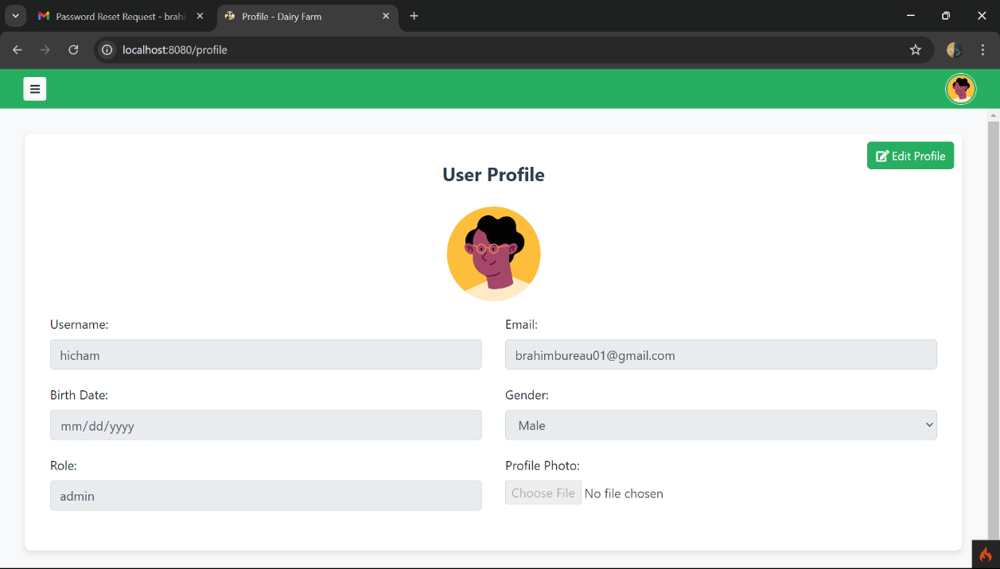 Password Reset Request - brahi
Profile - Dairy Farm
localhost:8080/profile
Edit Profile
User Profile
Username:
Email:
hicham
brahimbureau01@gmail.com
Birth Date:
Gender:
mm/dd/yyyy
Male
Role:
Profile Photo:
admin
Choose File No file chosen